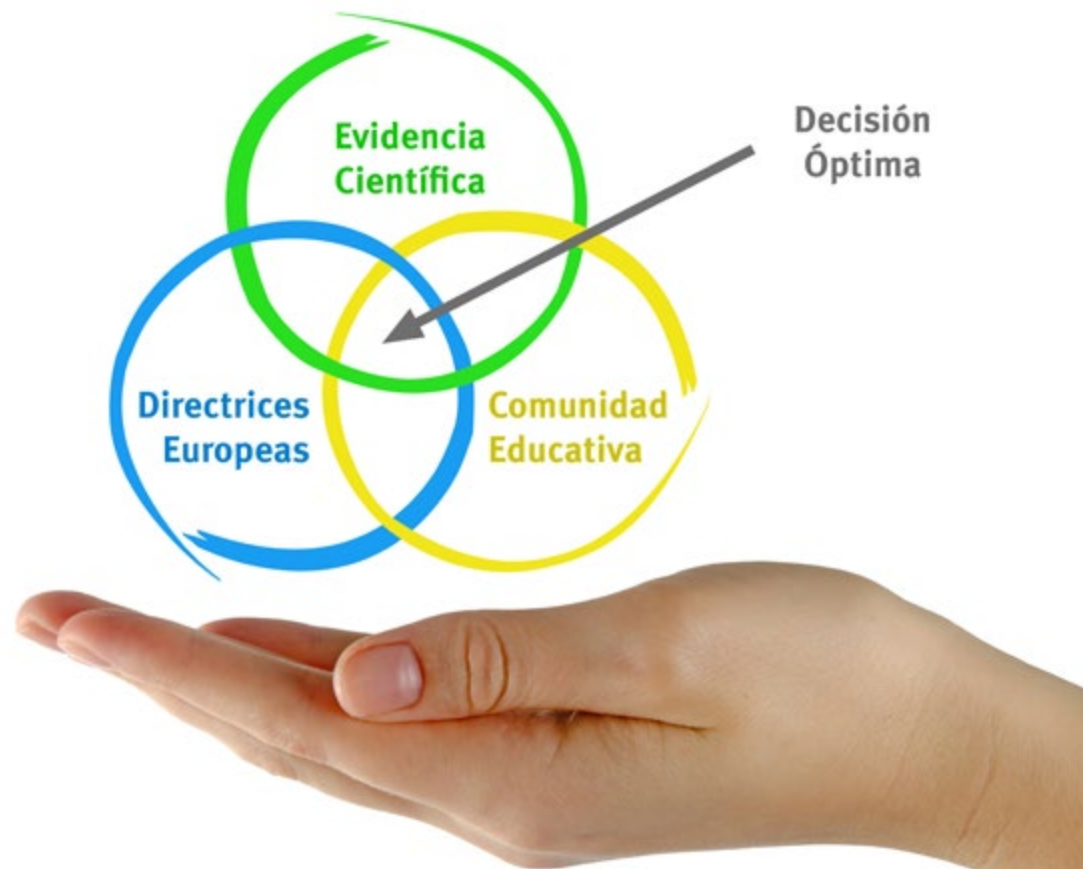 Evidencia
Científica
Decisión
Óptima
Directrices
Europeas
Comunidad
Educativa